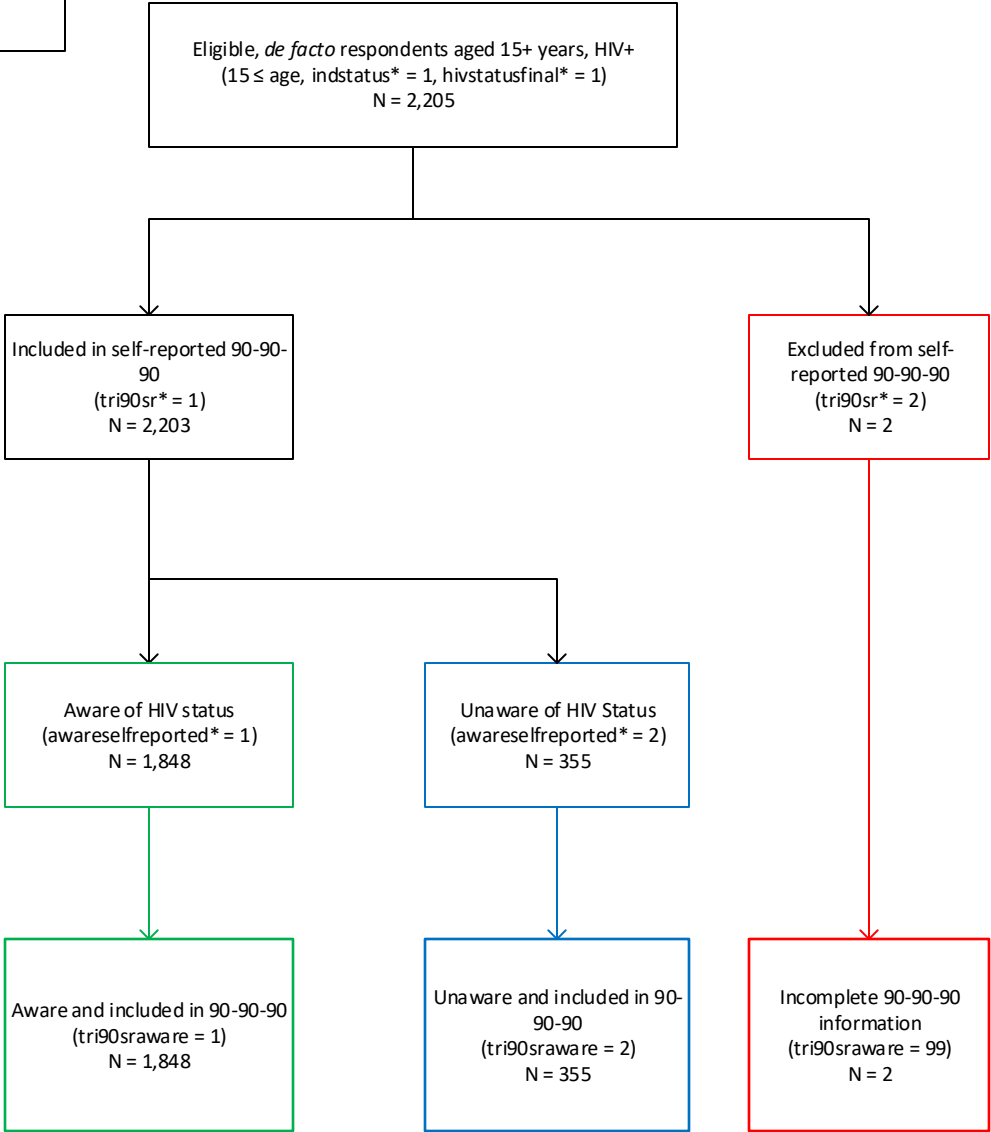 Eligible, de facto respondents aged 15+ years, HIV+
(15 ≤ age, indstatus* = 1, hivstatusfinal* = 1)
N = 2,205
Included in self-reported 90-90-
90
(tri90sr* = 1)
N = 2,203
Excluded from self-
reported 90-90-90
(tri90sr* = 2)
N = 2
Aware of HIV status
(awareselfreported* = 1)
N = 1,848
Unaware of HIV Status
(awareselfreported* = 2)
N = 355
Aware and included in 90-90-90
(tri90sraware = 1)
N = 1,848
Unaware and included in 90-
90-90
(tri90sraware = 2)
N = 355
Incomplete 90-90-90
information
(tri90sraware = 99)
N = 2